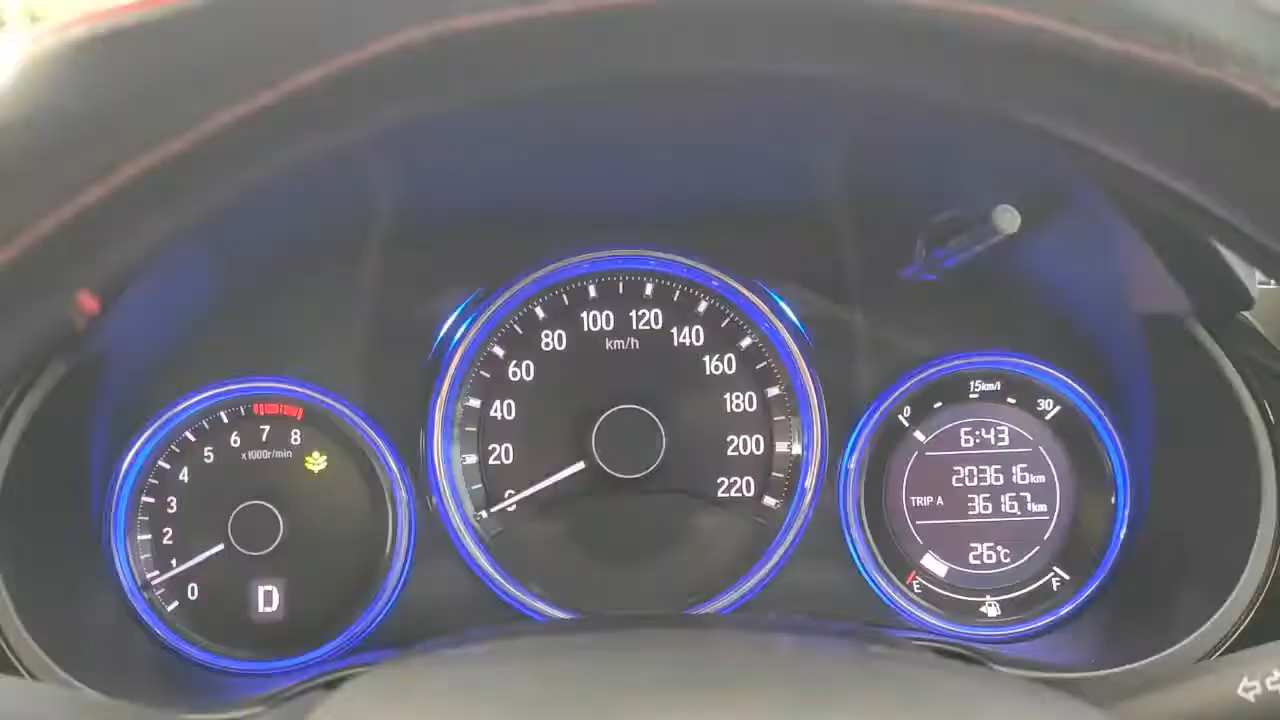 0 1 2 3 4 5 6 7 8
x1000r/min
D
0 20 40 60 80 100 120 140 160 180 200 220
km/h
0 15km/l 30
6:43
203616km
TRIP A 3616.7km
26℃
E F